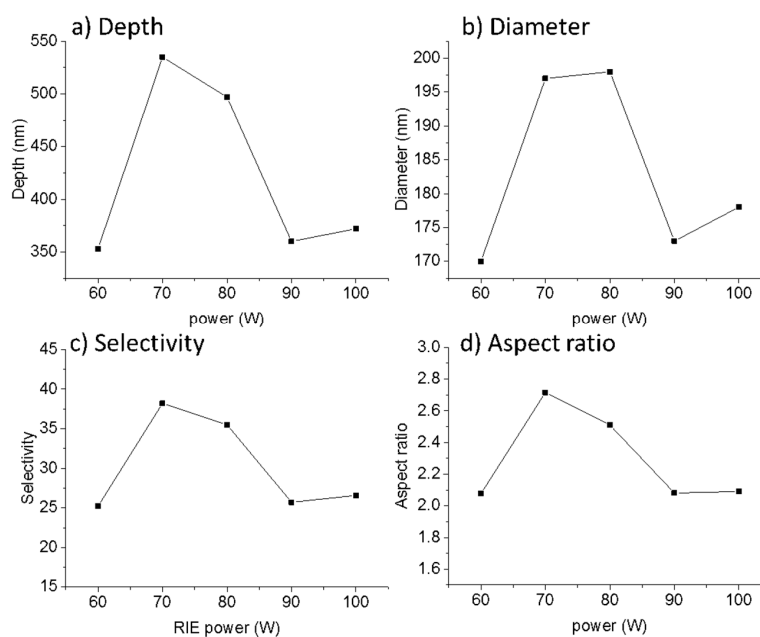 a) Depth
550
500
450
400
350
Depth (nm)
60 70 80 90 100
power (W)
b) Diameter
200
195
190
185
180
175
170
Diameter (nm)
60 70 80 90 100
power (W)
c) Selectivity
45
40
35
30
25
20
15
Selectivity
60 70 80 90 100
RIE power (W)
d) Aspect ratio
3.0
2.8
2.6
2.4
2.2
2.0
1.8
1.6
Aspect ratio
60 70 80 90 100
power (W)